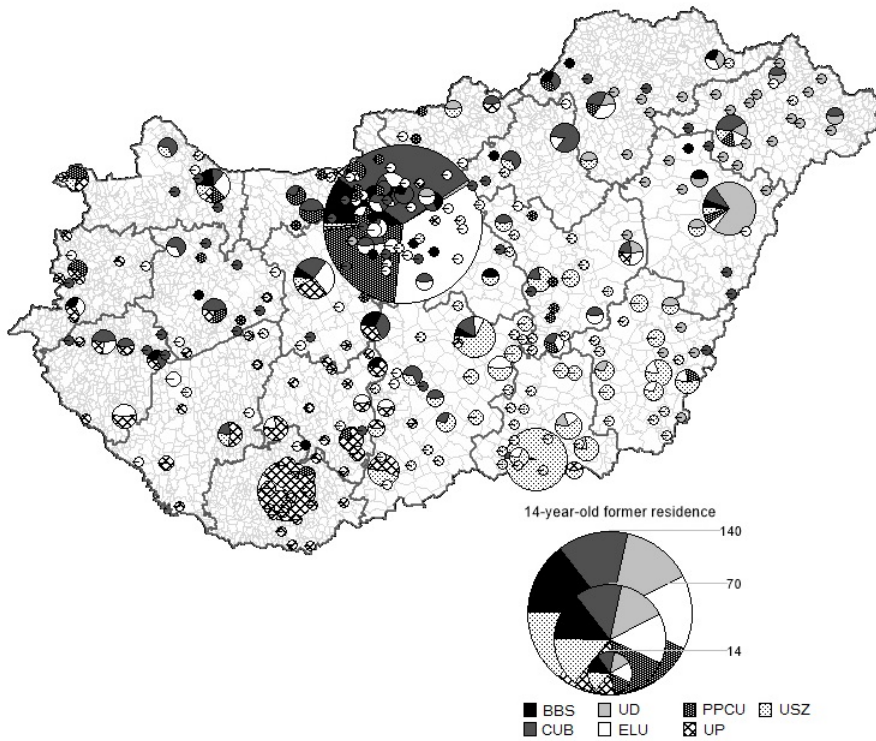 14-year-old former residence
140
70
14
BBS UD PPCU USZ
CUB ELU UP